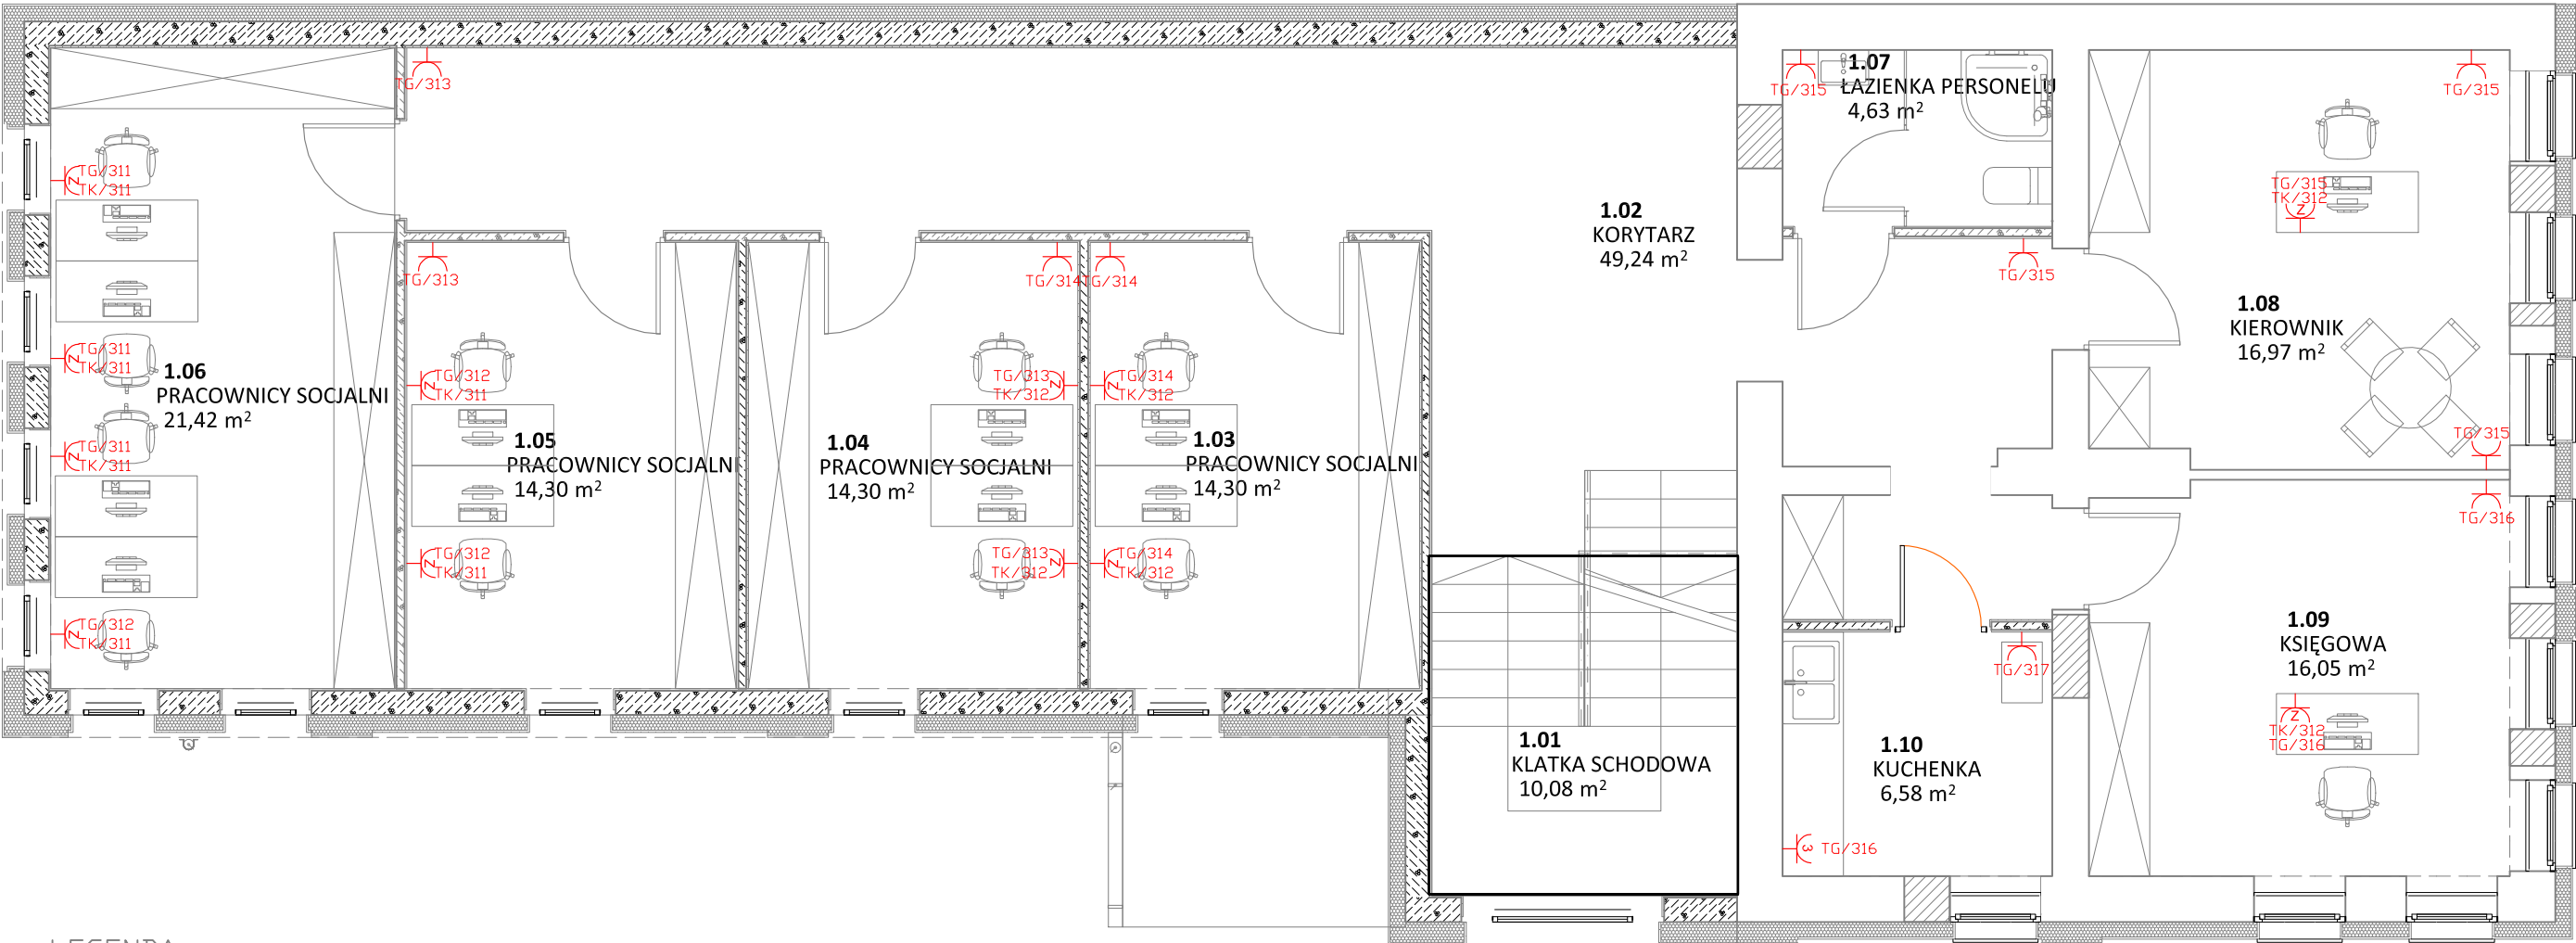 TG/313
TG/315
1.07
ŁAZIENKA PERSONELU
4,63 m²
TG/315
TG/311
TK/311
TG/315
TK/312
1.02
KORYTARZ
49,24 m²
TG/313
TG/314
TG/314
TG/315
1.08
KIEROWNIK
16,97 m²
TG/311
TK/311
1.06
PRACOWNICY SOCJALNI
21,42 m²
TG/312
TK/311
TG/313
TK/312
TG/314
TK/312
TG/311
TK/311
1.05
PRACOWNICY SOCJALNI
14,30 m²
1.04
PRACOWNICY SOCJALNI
14,30 m²
1.03
PRACOWNICY SOCJALNI
14,30 m²
TG/315
TG/316
TG/312
TK/311
TG/313
TK/312
TG/314
TK/312
TG/312
TK/311
TG/317
1.09
KSIĘGOWA
16,05 m²
TK/312
TG/316
1.01
KLATKA SCHODOWA
10,08 m²
1.10
KUCHENKA
6,58 m²
3 TG/316
LEGENDA